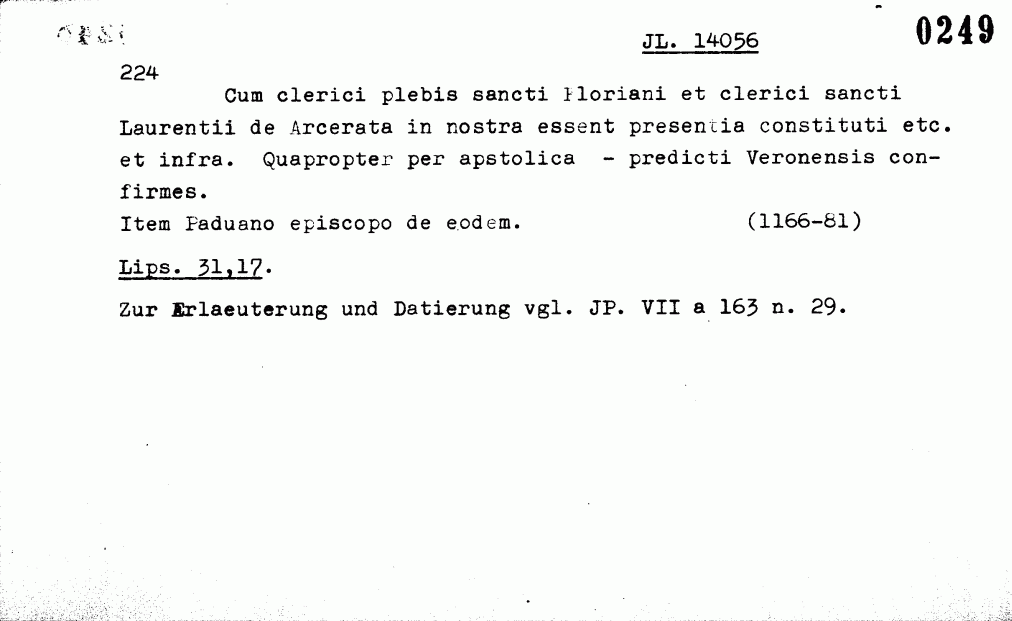 JL. 14056 0249
224
Cum clerici plebis sancti Floriani et clerici sancti
Laurentii de Arcerata in nostra essent presentia constituti etc.
et infra. Quapropter per apstolica - predicti Veronensis con-
firmes.
Item Paduano episcopo de eodem. (1166-81)
Lips. 31,17.
Zur Erlaeuterung und Datierung vgl. JP. VII a 163 n. 29.